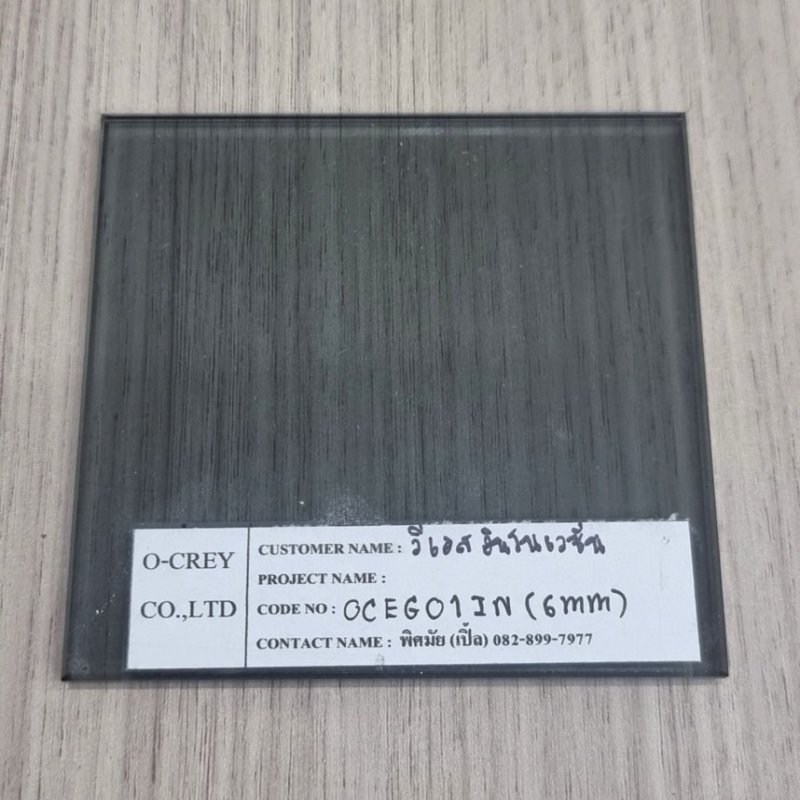 O-CREY
CO.,LTD
CUSTOMER NAME : วีเอส อินโนเวชั่น
PROJECT NAME :
CODE NO : OCEG01IN (6mm)
CONTACT NAME : พิศมัย (เปิ้ล) 082-899-7977